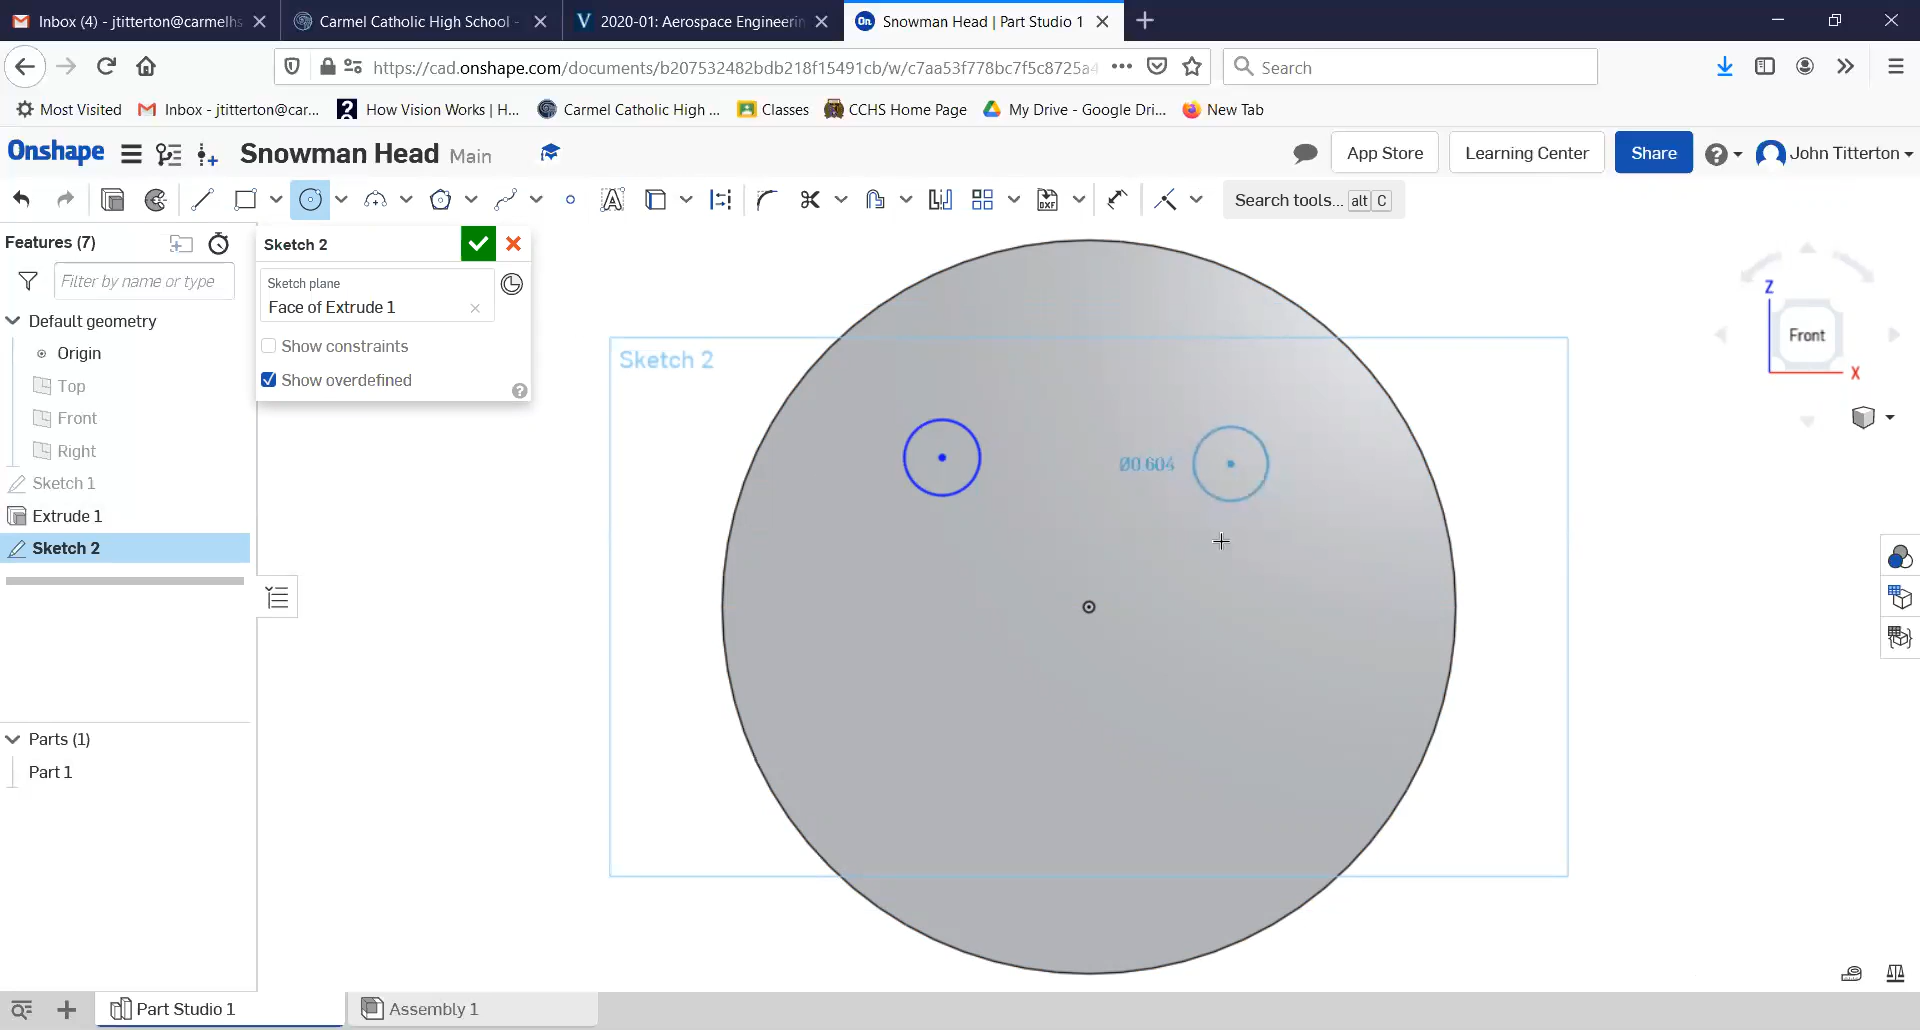 Inbox (4) - jtitterton@carmelhs
Carmel Catholic High School -
2020-01: Aerospace Engineerin
Snowman Head | Part Studio 1
https://cad.onshape.com/documents/b207532482bdb218f15491cb/w/c7aa53f778bc7f5c8725a4
Search
Most Visited
Inbox - jtitterton@car...
How Vision Works | H...
Carmel Catholic High ...
Classes
CCHS Home Page
My Drive - Google Dri...
New Tab
Onshape
Snowman Head
Main
App Store
Learning Center
Share
John Titterton
Search tools... alt C
Features (7)
Filter by name or type
Default geometry
Origin
Top
Front
Right
Sketch 1
Extrude 1
Sketch 2
Sketch 2
Sketch plane
Face of Extrude 1
Show constraints
Show overdefined
Sketch 2
Ø0.604
Z
Front
X
Parts (1)
Part 1
Part Studio 1
Assembly 1